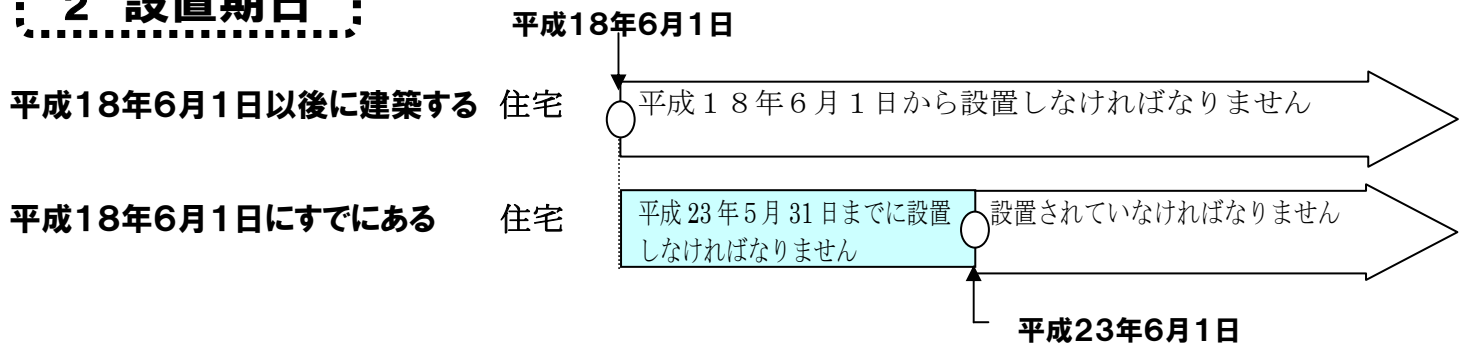 2 設置期日
平成18年6月1日
平成18年6月1日以後に建築する 住宅
平成18年6月1日から設置しなければなりません
平成18年6月1日にすでにある 住宅
平成23年5月31日までに設置
しなければなりません
設置されていなければなりません
平成23年6月1日